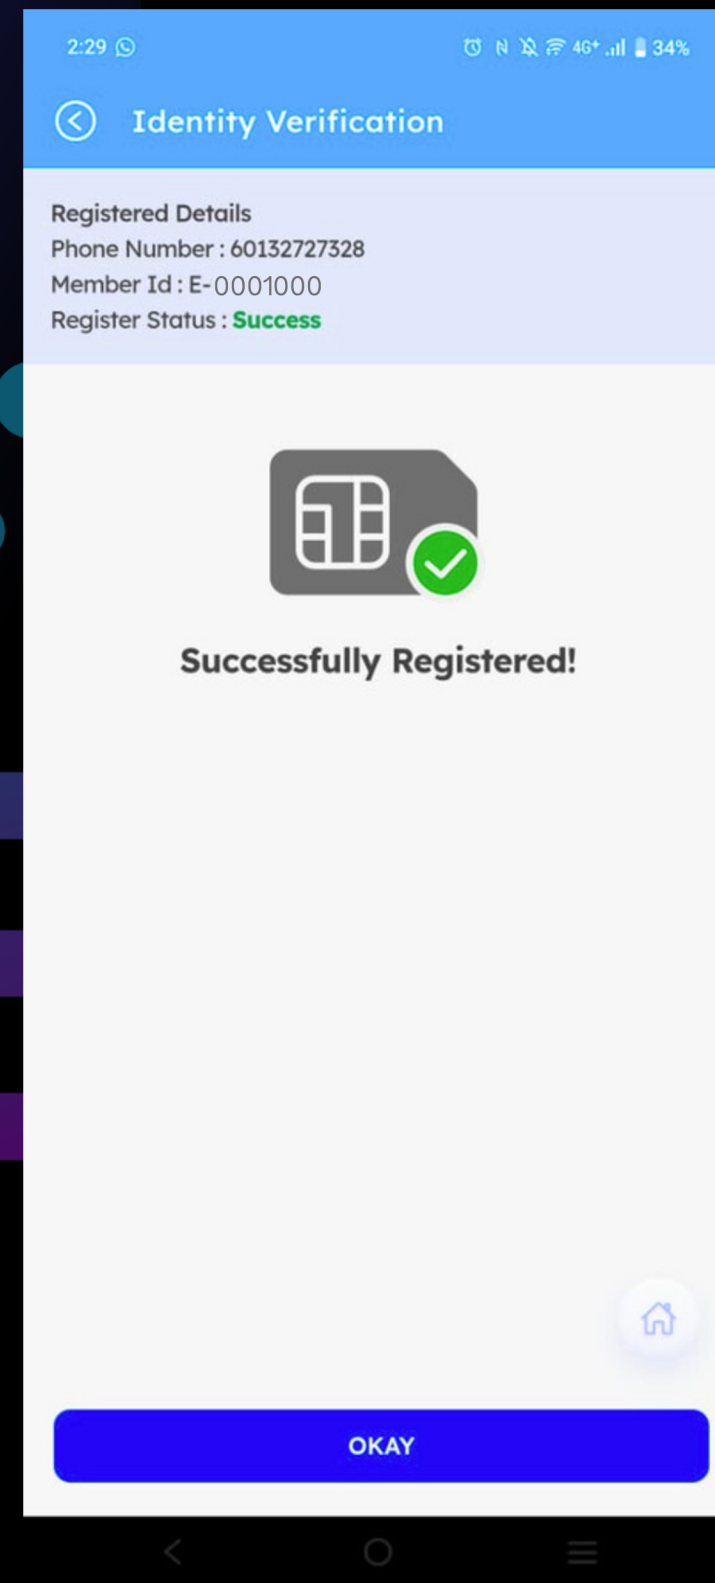 2:29 4G+ 34%
Identity Verification
Registered Details
Phone Number : 60132727328
Member Id : E-0001000
Register Status : Success
Successfully Registered!
OKAY